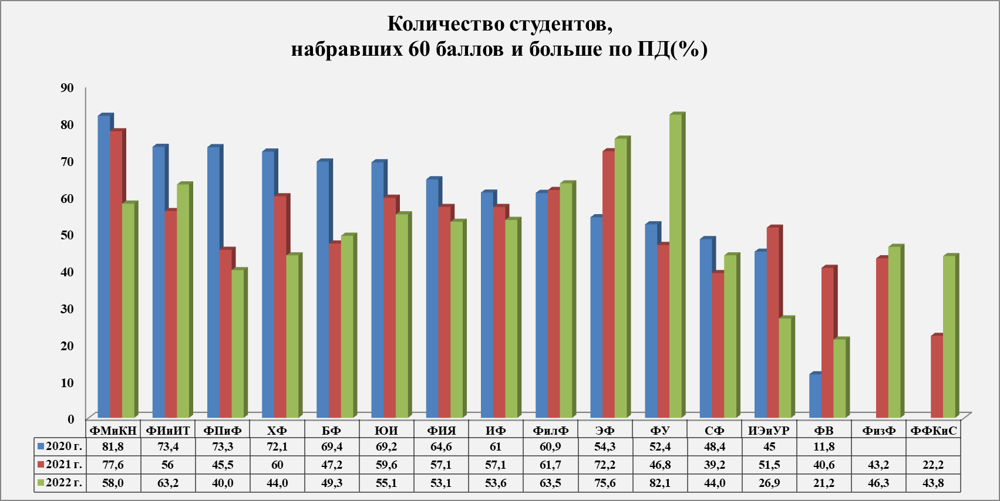 Количество студентов,
набравших 60 баллов и больше по ПД(%)
90
80
70
60
50
40
30
20
10
0
ФМиКН ФИиИТ ФПиФ ХФ БФ ЮИ ФИЯ ИФ ФилФ ЭФ ФУ СФ ИЭиУР ФВ ФизФ ФФКиС
2020 г. 81,8 73,4 73,3 72,1 69,4 69,2 64,6 61 60,9 54,3 52,4 48,4 45 11,8
2021 г. 77,6 56 45,5 60 47,2 59,6 57,1 57,1 61,7 72,2 46,8 39,2 51,5 40,6 43,2 22,2
2022 г. 58,0 63,2 40,0 44,0 49,3 55,1 53,1 53,6 63,5 75,6 82,1 44,0 26,9 21,2 46,3 43,8